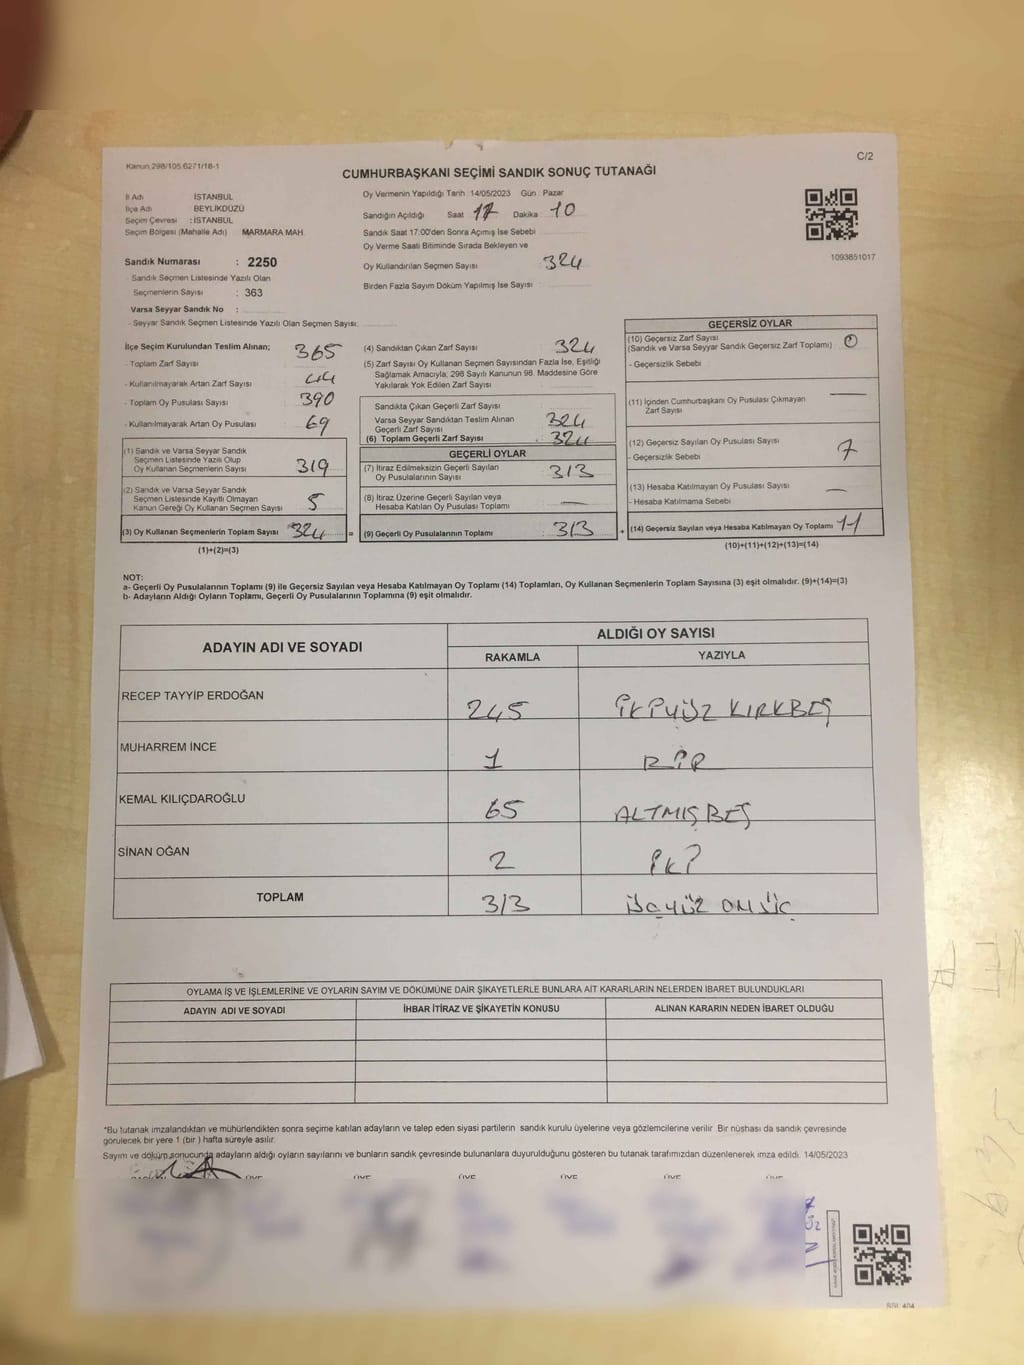 Kanun 298/105 6271/18-1
C/2
CUMHURBAŞKANI SEÇİMİ SANDIK SONUÇ TUTANAĞI
İl Adı İSTANBUL
İlçe Adı BEYLİKDÜZÜ
Seçim Çevresi : İSTANBUL
Seçim Bölgesi (Mahalle Adı) MARMARA MAH.
Sandık Numarası : 2250
Sandık Seçmen Listesinde Yazılı Olan
Seçmenlerin Sayısı : 363
Varsa Seyyar Sandık No :
- Seyyar Sandık Seçmen Listesinde Yazılı Olan Seçmen Sayısı:
Oy Vermenin Yapıldığı Tarih 14/05/2023 Gün Pazar
Sandığın Açıldığı Saat 17 Dakika 10
Sandık Saat 17:00'den Sonra Açmış İse Sebebi
Oy Verme Saati Bitiminde Sırada Bekleyen ve
Oy Kullandırılan Seçmen Sayısı 324
Birden Fazla Sayım Döküm Yapılmış İse Sayısı
1093851017
İlçe Seçim Kurulundan Teslim Alınan;
- Toplam Zarf Sayısı 365
- Kullanılmayarak Artan Zarf Sayısı 44
- Toplam Oy Pusulası Sayısı 390
- Kullanılmayarak Artan Oy Pusulası 69
(1) Sandık ve Varsa Seyyar Sandık
Seçmen Listesinde Yazılı Olup
Oy Kullanan Seçmenlerin Sayısı 319
(2) Sandık ve Varsa Seyyar Sandık
Seçmen Listesinde Kayıtlı Olmayan
Kanun Gereği Oy Kullanan Seçmen Sayısı 5
(3) Oy Kullanan Seçmenlerin Toplam Sayısı 324 =
(1)+(2)=(3)
(4) Sandıktan Çıkan Zarf Sayısı 324
(5) Zarf Sayısı Oy Kullanan Seçmen Sayısından Fazla İse, Eşitliği
Sağlamak Amacıyla, 298 Sayılı Kanunun 98. Maddesine Göre
Yakılarak Yok Edilen Zarf Sayısı
Sandıkta Çıkan Geçerli Zarf Sayısı
Varsa Seyyar Sandıktan Teslim Alınan
Geçerli Zarf Sayısı 324
(6) Toplam Geçerli Zarf Sayısı 324
GEÇERLİ OYLAR
(7) İtiraz Edilmeksizin Geçerli Sayılan
Oy Pusulalarının Sayısı 313
(8) İtiraz Üzerine Geçerli Sayılan veya
Hesaba Katılan Oy Pusulası Toplamı —
(9) Geçerli Oy Pusulalarının Toplamı 313 +
GEÇERSİZ OYLAR
(10) Geçersiz Zarf Sayısı
(Sandık ve Varsa Seyyar Sandık Geçersiz Zarf Toplamı)
- Geçersizlik Sebebi
(11) İçinden Cumhurbaşkanı Oy Pusulası Çıkmayan
Zarf Sayısı —
(12) Geçersiz Sayılan Oy Pusulası Sayısı 7
- Geçersizlik Sebebi
(13) Hesaba Katılmayan Oy Pusulası Sayısı —
- Hesaba Katılmama Sebebi
(14) Geçersiz Sayılan veya Hesaba Katılmayan Oy Toplamı 11
(10)+(11)+(12)+(13)=(14)
NOT:
a- Geçerli Oy Pusulalarının Toplamı (9) ile Geçersiz Sayılan veya Hesaba Katılmayan Oy Toplamı (14) Toplamları, Oy Kullanan Seçmenlerin Toplam Sayısına (3) eşit olmalıdır. (9)+(14)=(3)
b- Adayların Aldığı Oyların Toplamı, Geçerli Oy Pusulalarının Toplamına (9) eşit olmalıdır.
ADAYIN ADI VE SOYADI ALDIĞI OY SAYISI
RAKAMLA YAZIYLA
RECEP TAYYİP ERDOĞAN 245 İKİYÜZ KIRKBEŞ
MUHARREM İNCE 1 BİR
KEMAL KILIÇDAROĞLU 65 ALTMIŞBEŞ
SİNAN OĞAN 2 İKİ
TOPLAM 313 ÜÇYÜZ ONÜÇ
OYLAMA İŞ VE İŞLEMLERİNE VE OYLARIN SAYIM VE DÖKÜMÜNE DAİR ŞİKAYETLERLE BUNLARA AİT KARARLARIN NELERDEN İBARET BULUNDUKLARI
ADAYIN ADI VE SOYADI İHBAR İTİRAZ VE ŞİKAYETİN KONUSU ALINAN KARARIN NEDEN İBARET OLDUĞU
*Bu tutanak imzalandıktan ve mühürlendikten sonra seçime katılan adayların ve talep eden siyasi partilerin sandık kurulu üyelerine veya gözlemcilerine verilir. Bir nüshası da sandık çevresinde
görülecek bir yere 1 (bir ) hafta süreyle asılır.
Sayım ve döküm sonucunda adayların aldığı oyların sayılarını ve bunların sandık çevresinde bulunanlara duyurulduğunu gösteren bu tutanak tarafımızdan düzenlenerek imza edildi. 14/05/2023
ÜYE ÜYE ÜYE ÜYE ÜYE ÜYE